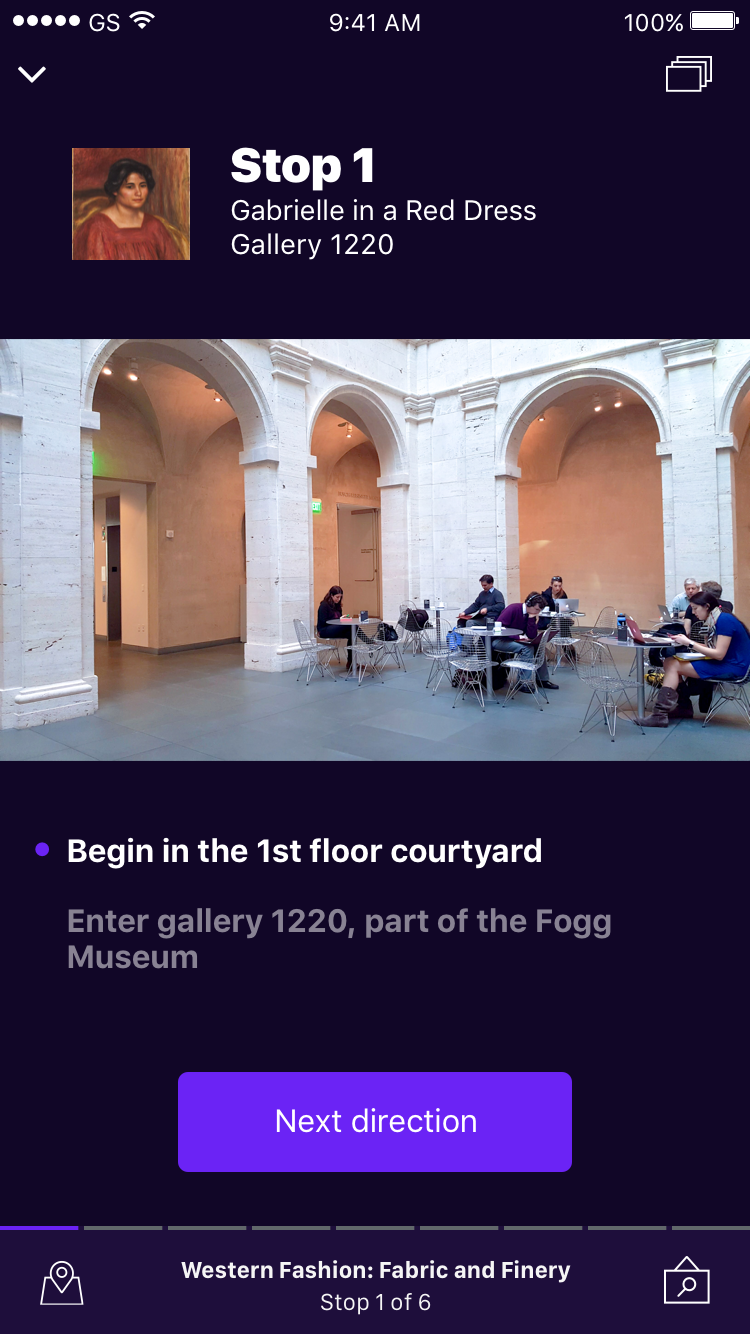 GS 9:41 AM 100%
Stop 1
Gabrielle in a Red Dress
Gallery 1220
Begin in the 1st floor courtyard
Enter gallery 1220, part of the Fogg
Museum
Next direction
Western Fashion: Fabric and Finery
Stop 1 of 6